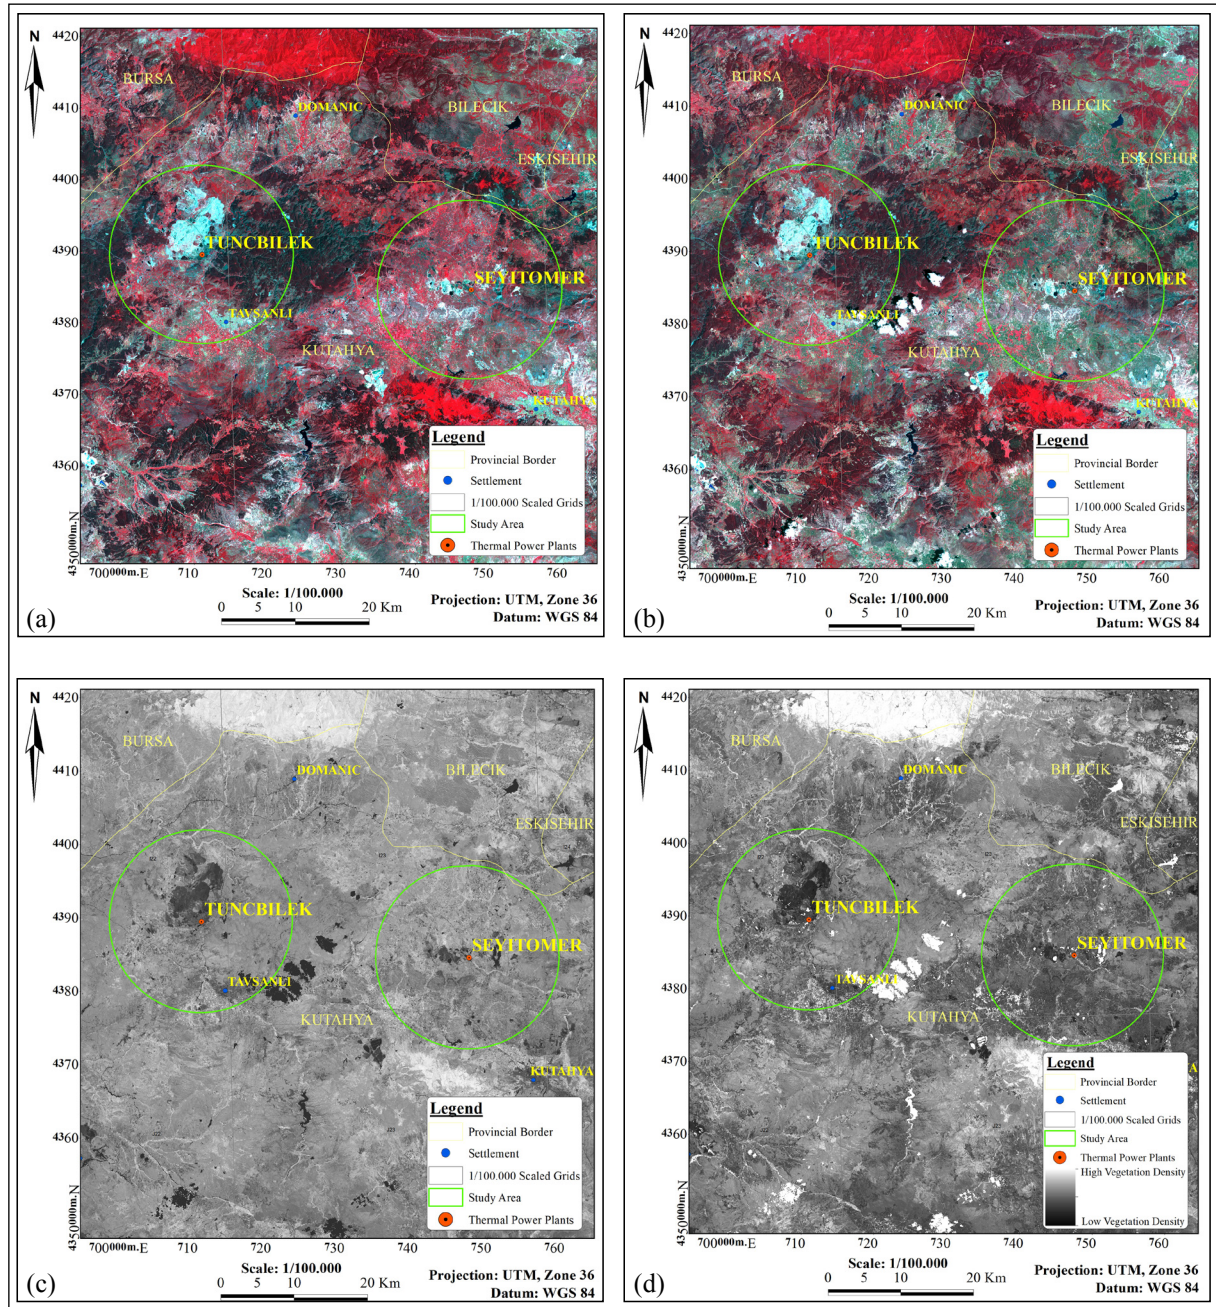 N
4420
4410
4400
4390
4380
4370
4360
4350000m.N
BURSA
DOMANIC
BILECIK
ESKISEHIR
TUNCBILEK
SEYITOMER
TAVSANLI
KUTAHYA
KUTAHYA
Legend
Provincial Border
Settlement
1/100.000 Scaled Grids
Study Area
Thermal Power Plants
700000m.E 710 720 730 740 750 760
Scale: 1/100.000
0 5 10 20 Km
Projection: UTM, Zone 36
Datum: WGS 84
(a)
N
4420
4410
4400
4390
4380
4370
4360
4350000m.N
BURSA
DOMANIC
BILECIK
ESKISEHIR
TUNCBILEK
SEYITOMER
TAVSANLI
KUTAHYA
KUTAHYA
Legend
Provincial Border
Settlement
1/100.000 Scaled Grids
Study Area
Thermal Power Plants
700000m.E 710 720 730 740 750 760
Scale: 1/100.000
0 5 10 20 Km
Projection: UTM, Zone 36
Datum: WGS 84
(b)
N
4420
4410
4400
4390
4380
4370
4360
4350000m.N
BURSA
DOMANIC
BILECIK
ESKISEHIR
TUNCBILEK
SEYITOMER
TAVSANLI
KUTAHYA
KUTAHYA
Legend
Provincial Border
Settlement
1/100.000 Scaled Grids
Study Area
Thermal Power Plants
700000m.E 710 720 730 740 750 760
Scale: 1/100.000
0 5 10 20 Km
Projection: UTM, Zone 36
Datum: WGS 84
(c)
N
4420
4410
4400
4390
4380
4370
4360
4350000m.N
BURSA
DOMANIC
BILECIK
ESKISEHIR
TUNCBILEK
SEYITOMER
TAVSANLI
KUTAHYA
A
Legend
Provincial Border
Settlement
1/100.000 Scaled Grids
Study Area
Thermal Power Plants
High Vegetation Density
Low Vegetation Density
700000m.E 710 720 730 740 750 760
Scale: 1/100.000
0 5 10 20 Km
Projection: UTM, Zone 36
Datum: WGS 84
(d)